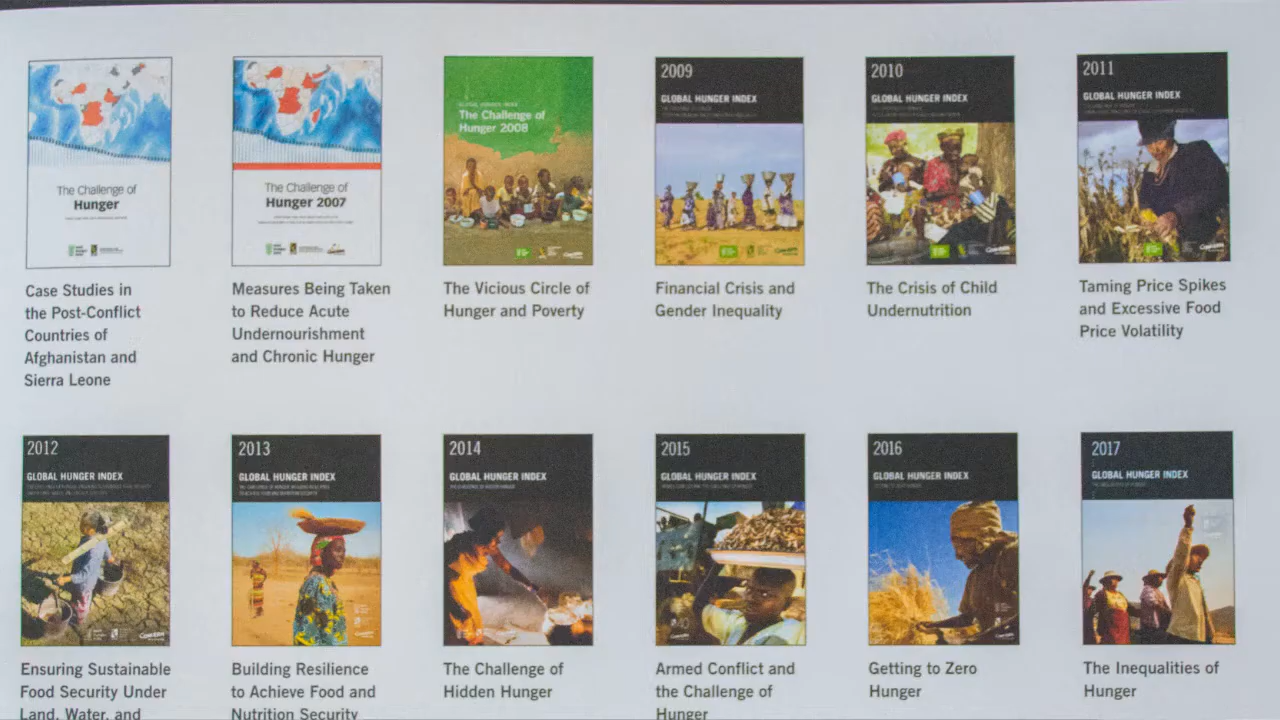 The Challenge of
Hunger
The Challenge of
Hunger 2007
GLOBAL HUNGER INDEX
The Challenge of
Hunger 2008
2009
GLOBAL HUNGER INDEX
2010
GLOBAL HUNGER INDEX
2011
GLOBAL HUNGER INDEX
Case Studies in
the Post-Conflict
Countries of
Afghanistan and
Sierra Leone
Measures Being Taken
to Reduce Acute
Undernourishment
and Chronic Hunger
The Vicious Circle of
Hunger and Poverty
Financial Crisis and
Gender Inequality
The Crisis of Child
Undernutrition
Taming Price Spikes
and Excessive Food
Price Volatility
2012
GLOBAL HUNGER INDEX
2013
GLOBAL HUNGER INDEX
2014
GLOBAL HUNGER INDEX
2015
GLOBAL HUNGER INDEX
2016
GLOBAL HUNGER INDEX
2017
GLOBAL HUNGER INDEX
Ensuring Sustainable
Food Security Under
Land, Water, and
Building Resilience
to Achieve Food and
Nutrition Security
The Challenge of
Hidden Hunger
Armed Conflict and
the Challenge of
Hunger
Getting to Zero
Hunger
The Inequalities of
Hunger